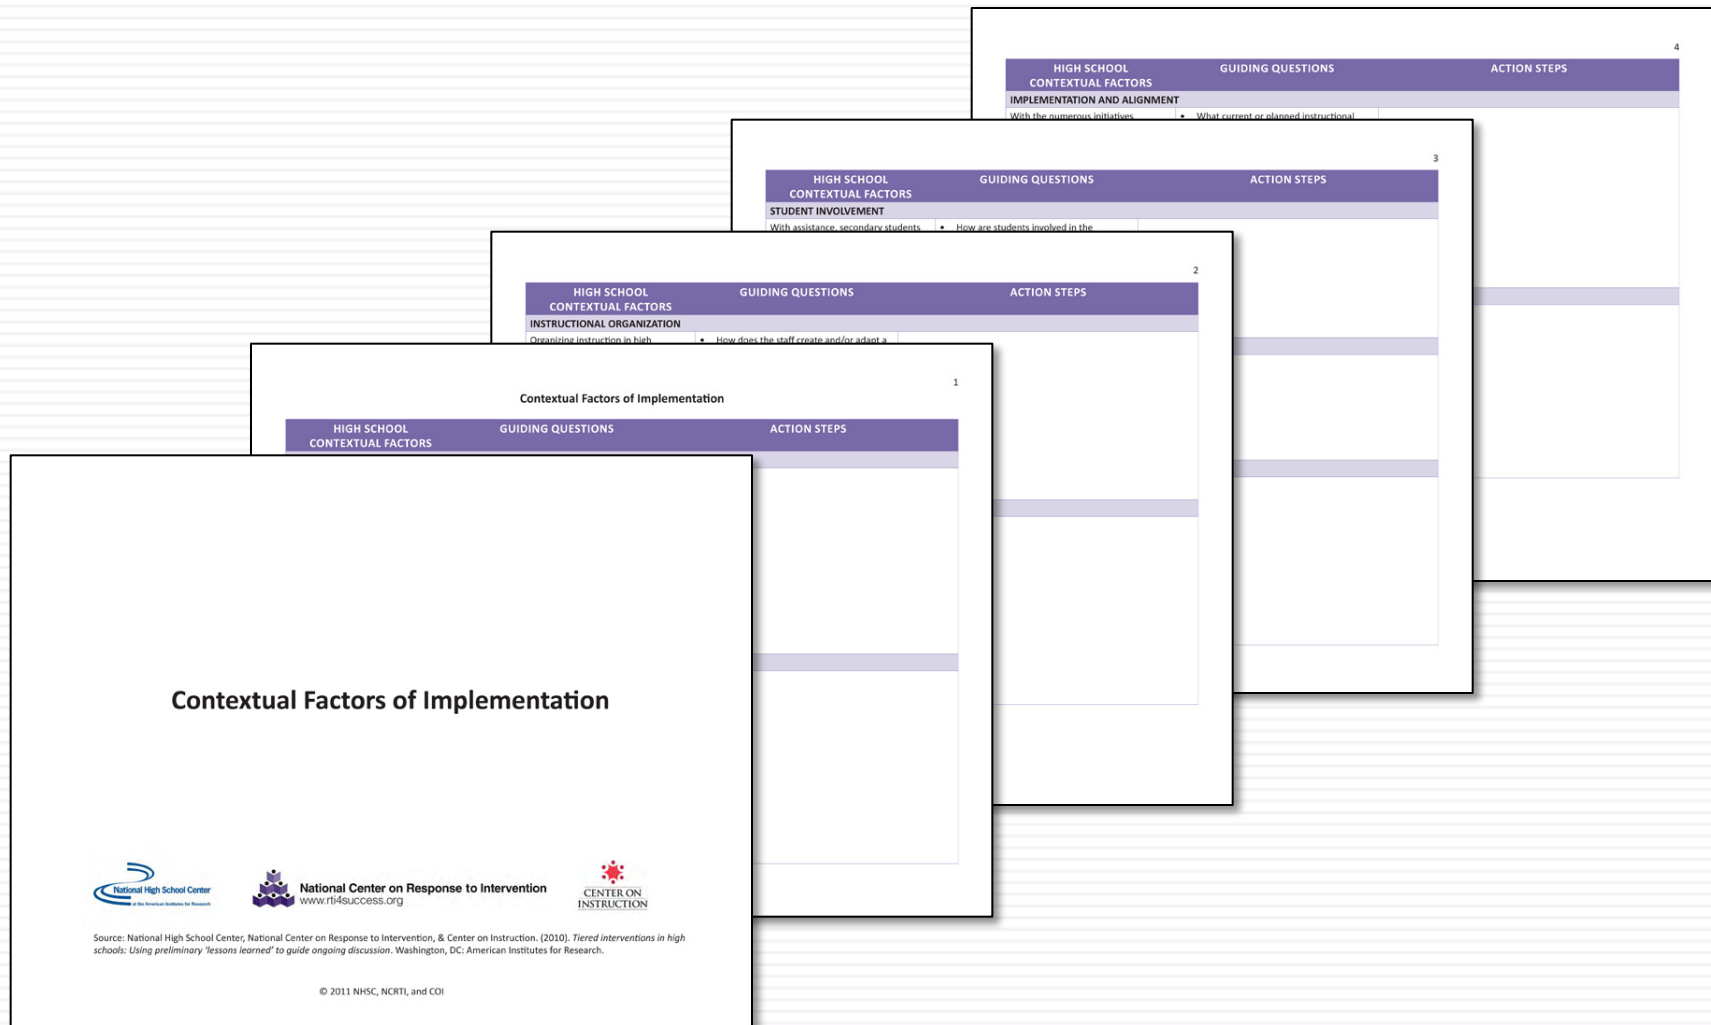 4
HIGH SCHOOL
CONTEXTUAL FACTORS
GUIDING QUESTIONS
ACTION STEPS
IMPLEMENTATION AND ALIGNMENT
With the numerous initiatives
• What current or planned instructional
3
HIGH SCHOOL
CONTEXTUAL FACTORS
GUIDING QUESTIONS
ACTION STEPS
STUDENT INVOLVEMENT
With assistance, secondary students
• How are students involved in the
2
HIGH SCHOOL
CONTEXTUAL FACTORS
GUIDING QUESTIONS
ACTION STEPS
INSTRUCTIONAL ORGANIZATION
Organizing instruction in high
• How does the staff create and/or adapt a
1
Contextual Factors of Implementation
HIGH SCHOOL
CONTEXTUAL FACTORS
GUIDING QUESTIONS
ACTION STEPS
Contextual Factors of Implementation
National High School Center
at the American Institutes for Research
National Center on Response to Intervention
www.rti4success.org
CENTER ON
INSTRUCTION
Source: National High School Center, National Center on Response to Intervention, & Center on Instruction. (2010). Tiered interventions in high
schools: Using preliminary ‘lessons learned’ to guide ongoing discussion. Washington, DC: American Institutes for Research.
© 2011 NHSC, NCRTI, and COI